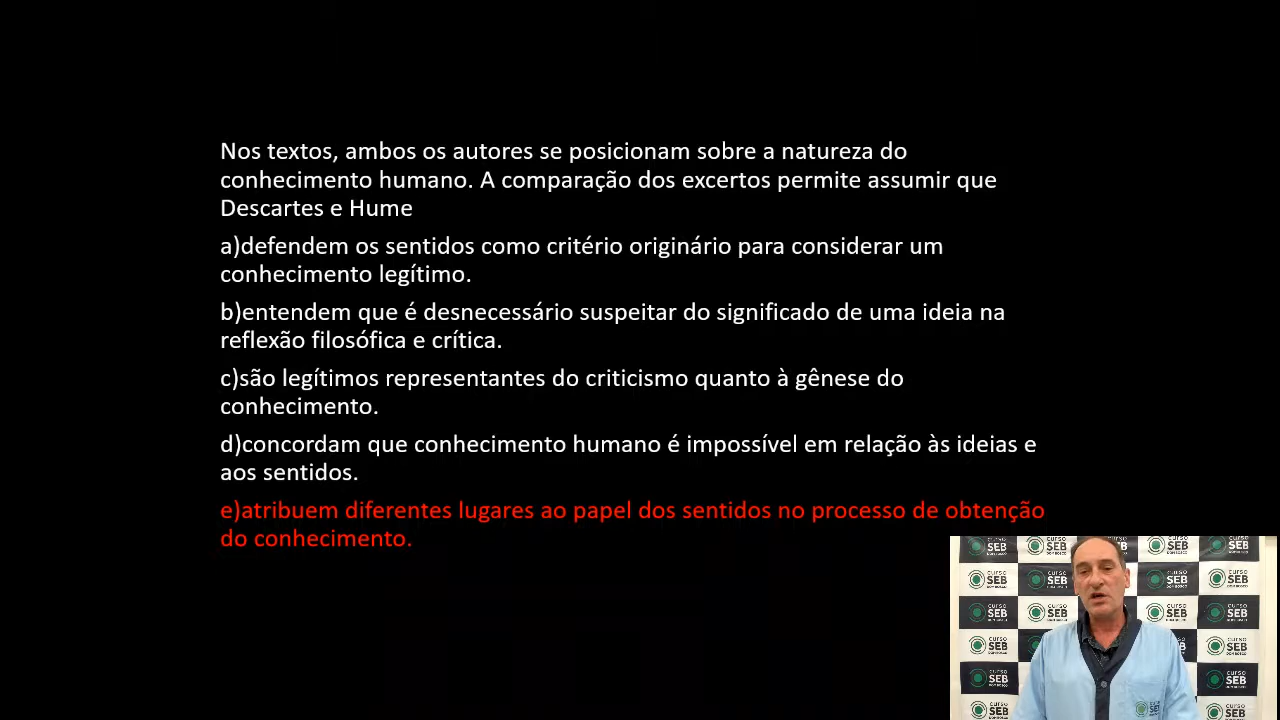 Nos textos, ambos os autores se posicionam sobre a natureza do
conhecimento humano. A comparação dos excertos permite assumir que
Descartes e Hume
a)defendem os sentidos como critério originário para considerar um
conhecimento legítimo.
b)entendem que é desnecessário suspeitar do significado de uma ideia na
reflexão filosófica e crítica.
c)são legítimos representantes do criticismo quanto à gênese do
conhecimento.
d)concordam que conhecimento humano é impossível em relação às ideias e
aos sentidos.
e)atribuem diferentes lugares ao papel dos sentidos no processo de obtenção
do conhecimento.
curso
SEB
DOM BOSCO